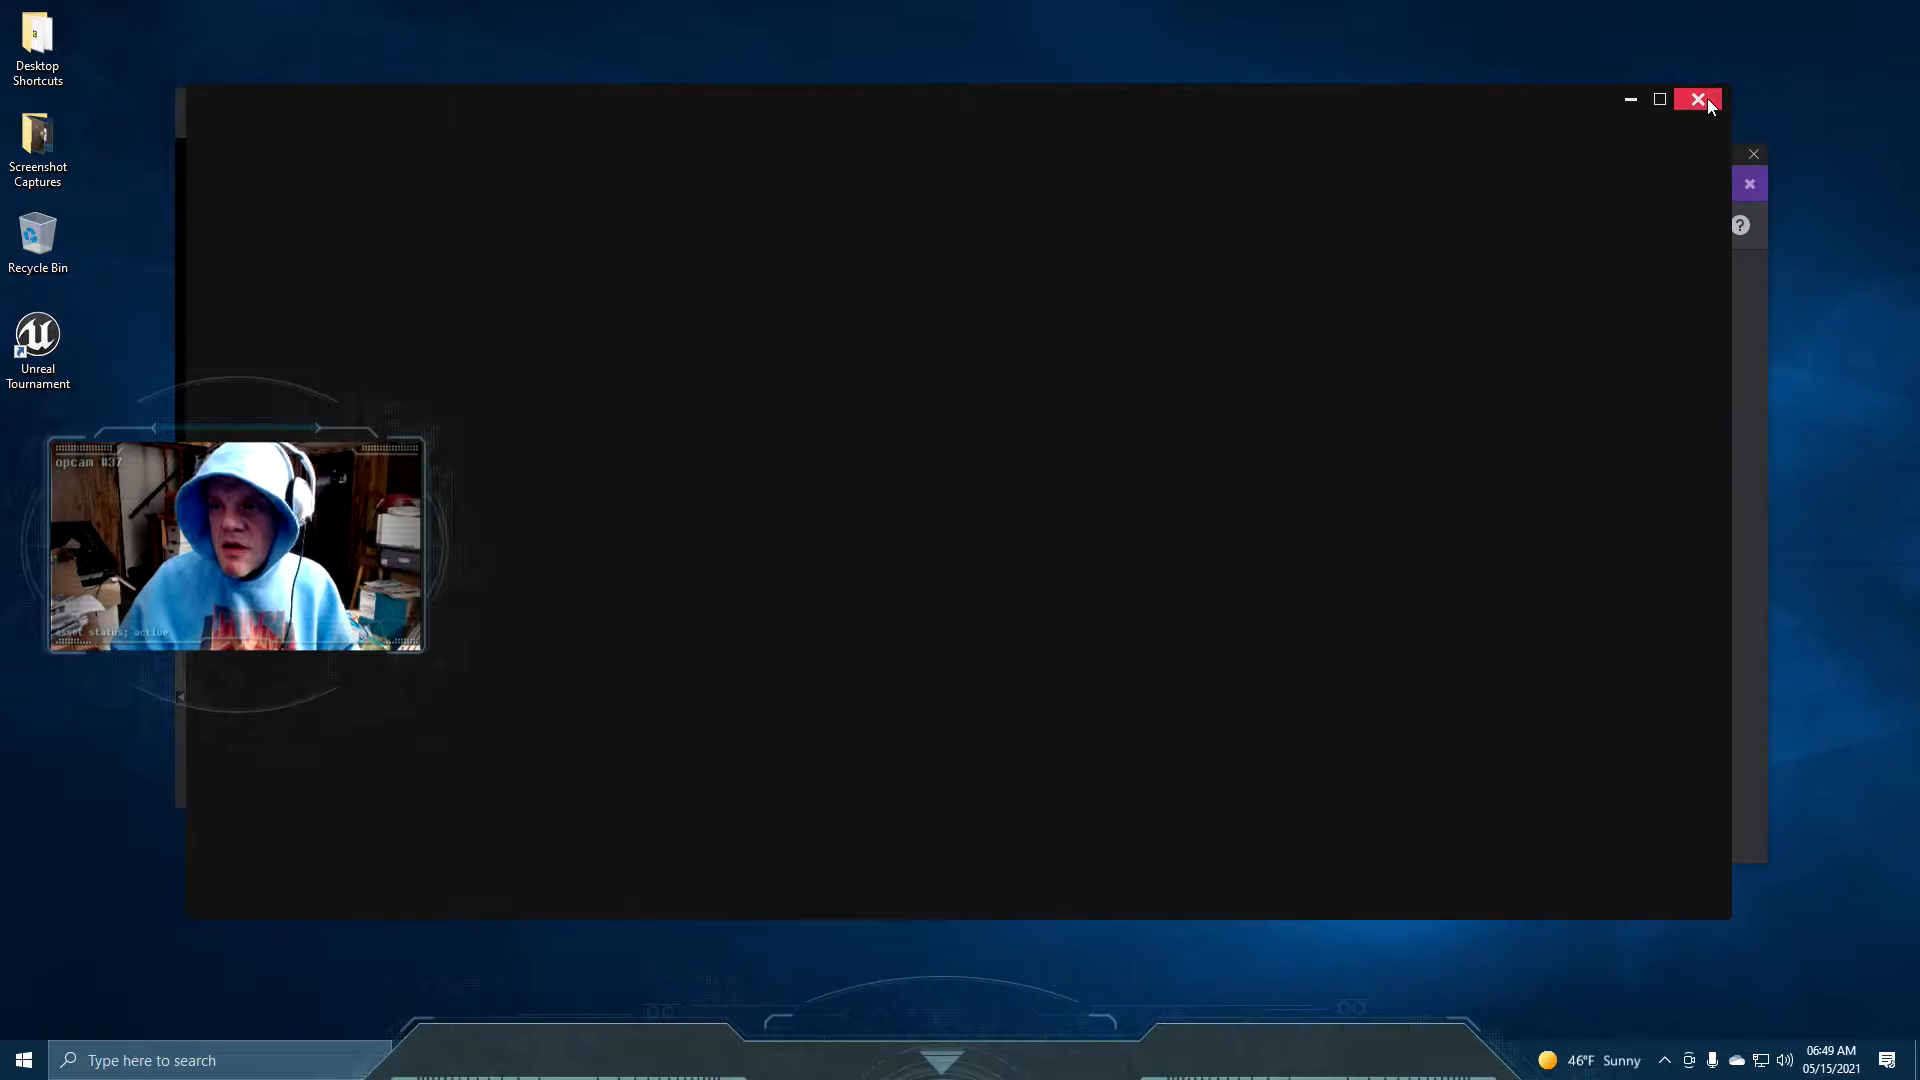 Desktop
Shortcuts
Screenshot
Captures
Recycle Bin
Unreal
Tournament
opcam #37
asset status; active
Type here to search
46°F Sunny
06:49 AM
05/15/2021